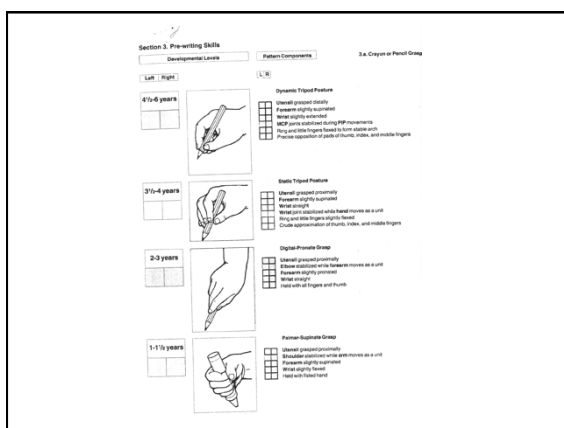 Section 3. Pre-writing Skills
Developmental Levels
Pattern Components
3.a. Crayon or Pencil Grasp
Left Right
L R
4½-6 years
Dynamic Tripod Posture
Utensil grasped distally
Forearm slightly supinated
Wrist slightly extended
MCP joints stabilized during PIP movements
Ring and little fingers flexed to form stable arch
Precise opposition of pads of thumb, index, and middle fingers
3½-4 years
Static Tripod Posture
Utensil grasped proximally
Forearm slightly supinated
Wrist straight
Wrist joint stabilized while hand moves as a unit
Ring and little fingers slightly flexed
Crude approximation of thumb, index, and middle fingers
2-3 years
Digital-Pronate Grasp
Utensil grasped proximally
Elbow stabilized while forearm moves as a unit
Forearm slightly pronated
Wrist straight
Held with all fingers and thumb
1-1½ years
Palmar-Supinate Grasp
Utensil grasped proximally
Shoulder stabilized while arm moves as a unit
Forearm slightly supinated
Wrist slightly flexed
Held with fisted hand